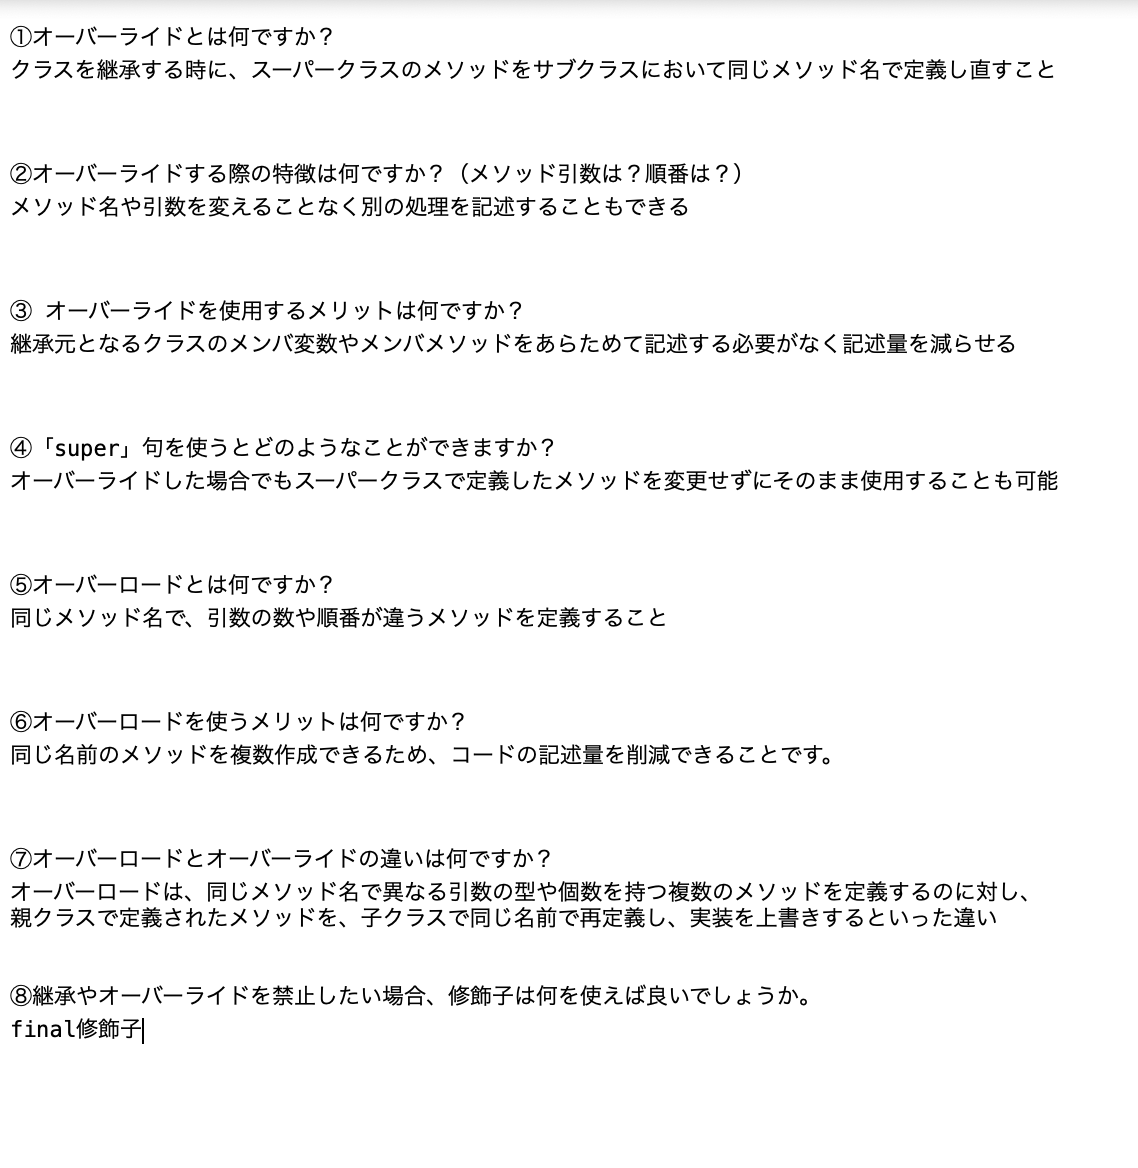 ①オーバーライドとは何ですか？
クラスを継承する時に、スーパークラスのメソッドをサブクラスにおいて同じメソッド名で定義し直すこと
②オーバーライドする際の特徴は何ですか？（メソッド引数は？順番は？）
メソッド名や引数を変えることなく別の処理を記述することもできる
③ オーバーライドを使用するメリットは何ですか？
継承元となるクラスのメンバ変数やメンバメソッドをあらためて記述する必要がなく記述量を減らせる
④「super」句を使うとどのようなことができますか？
オーバーライドした場合でもスーパークラスで定義したメソッドを変更せずにそのまま使用することも可能
⑤オーバーロードとは何ですか？
同じメソッド名で、引数の数や順番が違うメソッドを定義すること
⑥オーバーロードを使うメリットは何ですか？
同じ名前のメソッドを複数作成できるため、コードの記述量を削減できることです。
⑦オーバーロードとオーバーライドの違いは何ですか？
オーバーロードは、同じメソッド名で異なる引数の型や個数を持つ複数のメソッドを定義するのに対し、
親クラスで定義されたメソッドを、子クラスで同じ名前で再定義し、実装を上書きするといった違い
⑧継承やオーバーライドを禁止したい場合、修飾子は何を使えば良いでしょうか。
final修飾子